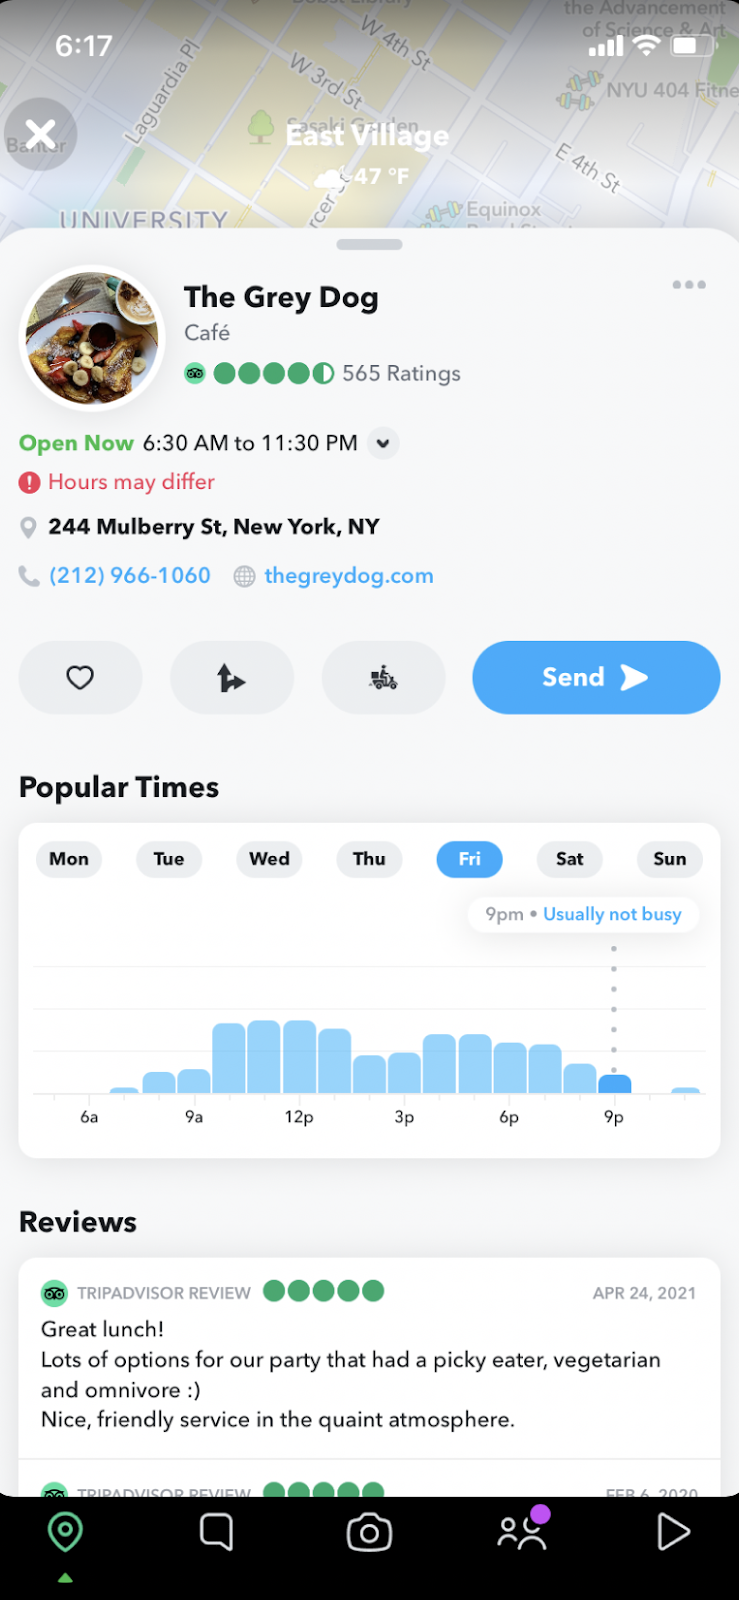 Bobst Library
the Advancement
of Science & Art
6:17
W 4th St
Laguardia Pl
W 3rd St
NYU 404 Fitne
Sasaki Garden
East Village
Banter
47 °F
E 4th St
rcer S
UNIVERSITY
Equinox
The Grey Dog
Café
565 Ratings
Open Now 6:30 AM to 11:30 PM
Hours may differ
244 Mulberry St, New York, NY
(212) 966-1060 thegreydog.com
Send
Popular Times
Mon Tue Wed Thu Fri Sat Sun
9pm • Usually not busy
6a 9a 12p 3p 6p 9p
Reviews
TRIPADVISOR REVIEW APR 24, 2021
Great lunch!
Lots of options for our party that had a picky eater, vegetarian
and omnivore :)
Nice, friendly service in the quaint atmosphere.
TRIPADVISOR REVIEW FEB 6, 2020